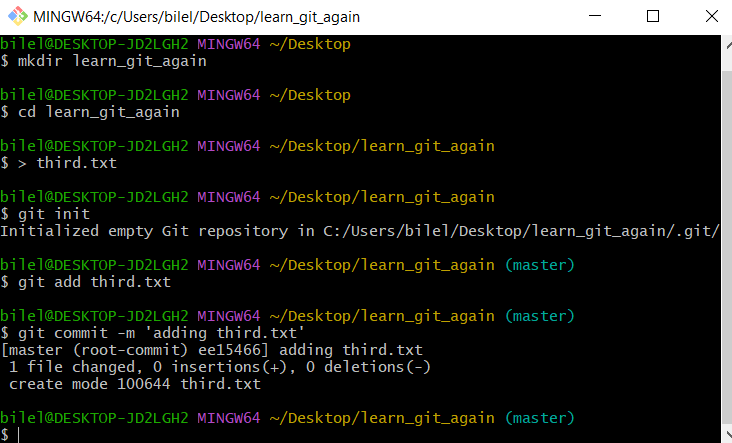 MINGW64:/c/Users/bilel/Desktop/learn_git_again
bilel@DESKTOP-JD2LGH2 MINGW64 ~/Desktop
$ mkdir learn_git_again
bilel@DESKTOP-JD2LGH2 MINGW64 ~/Desktop
$ cd learn_git_again
bilel@DESKTOP-JD2LGH2 MINGW64 ~/Desktop/learn_git_again
$ > third.txt
bilel@DESKTOP-JD2LGH2 MINGW64 ~/Desktop/learn_git_again
$ git init
Initialized empty Git repository in C:/Users/bilel/Desktop/learn_git_again/.git/
bilel@DESKTOP-JD2LGH2 MINGW64 ~/Desktop/learn_git_again (master)
$ git add third.txt
bilel@DESKTOP-JD2LGH2 MINGW64 ~/Desktop/learn_git_again (master)
$ git commit -m 'adding third.txt'
[master (root-commit) ee15466] adding third.txt
 1 file changed, 0 insertions(+), 0 deletions(-)
 create mode 100644 third.txt
bilel@DESKTOP-JD2LGH2 MINGW64 ~/Desktop/learn_git_again (master)
$